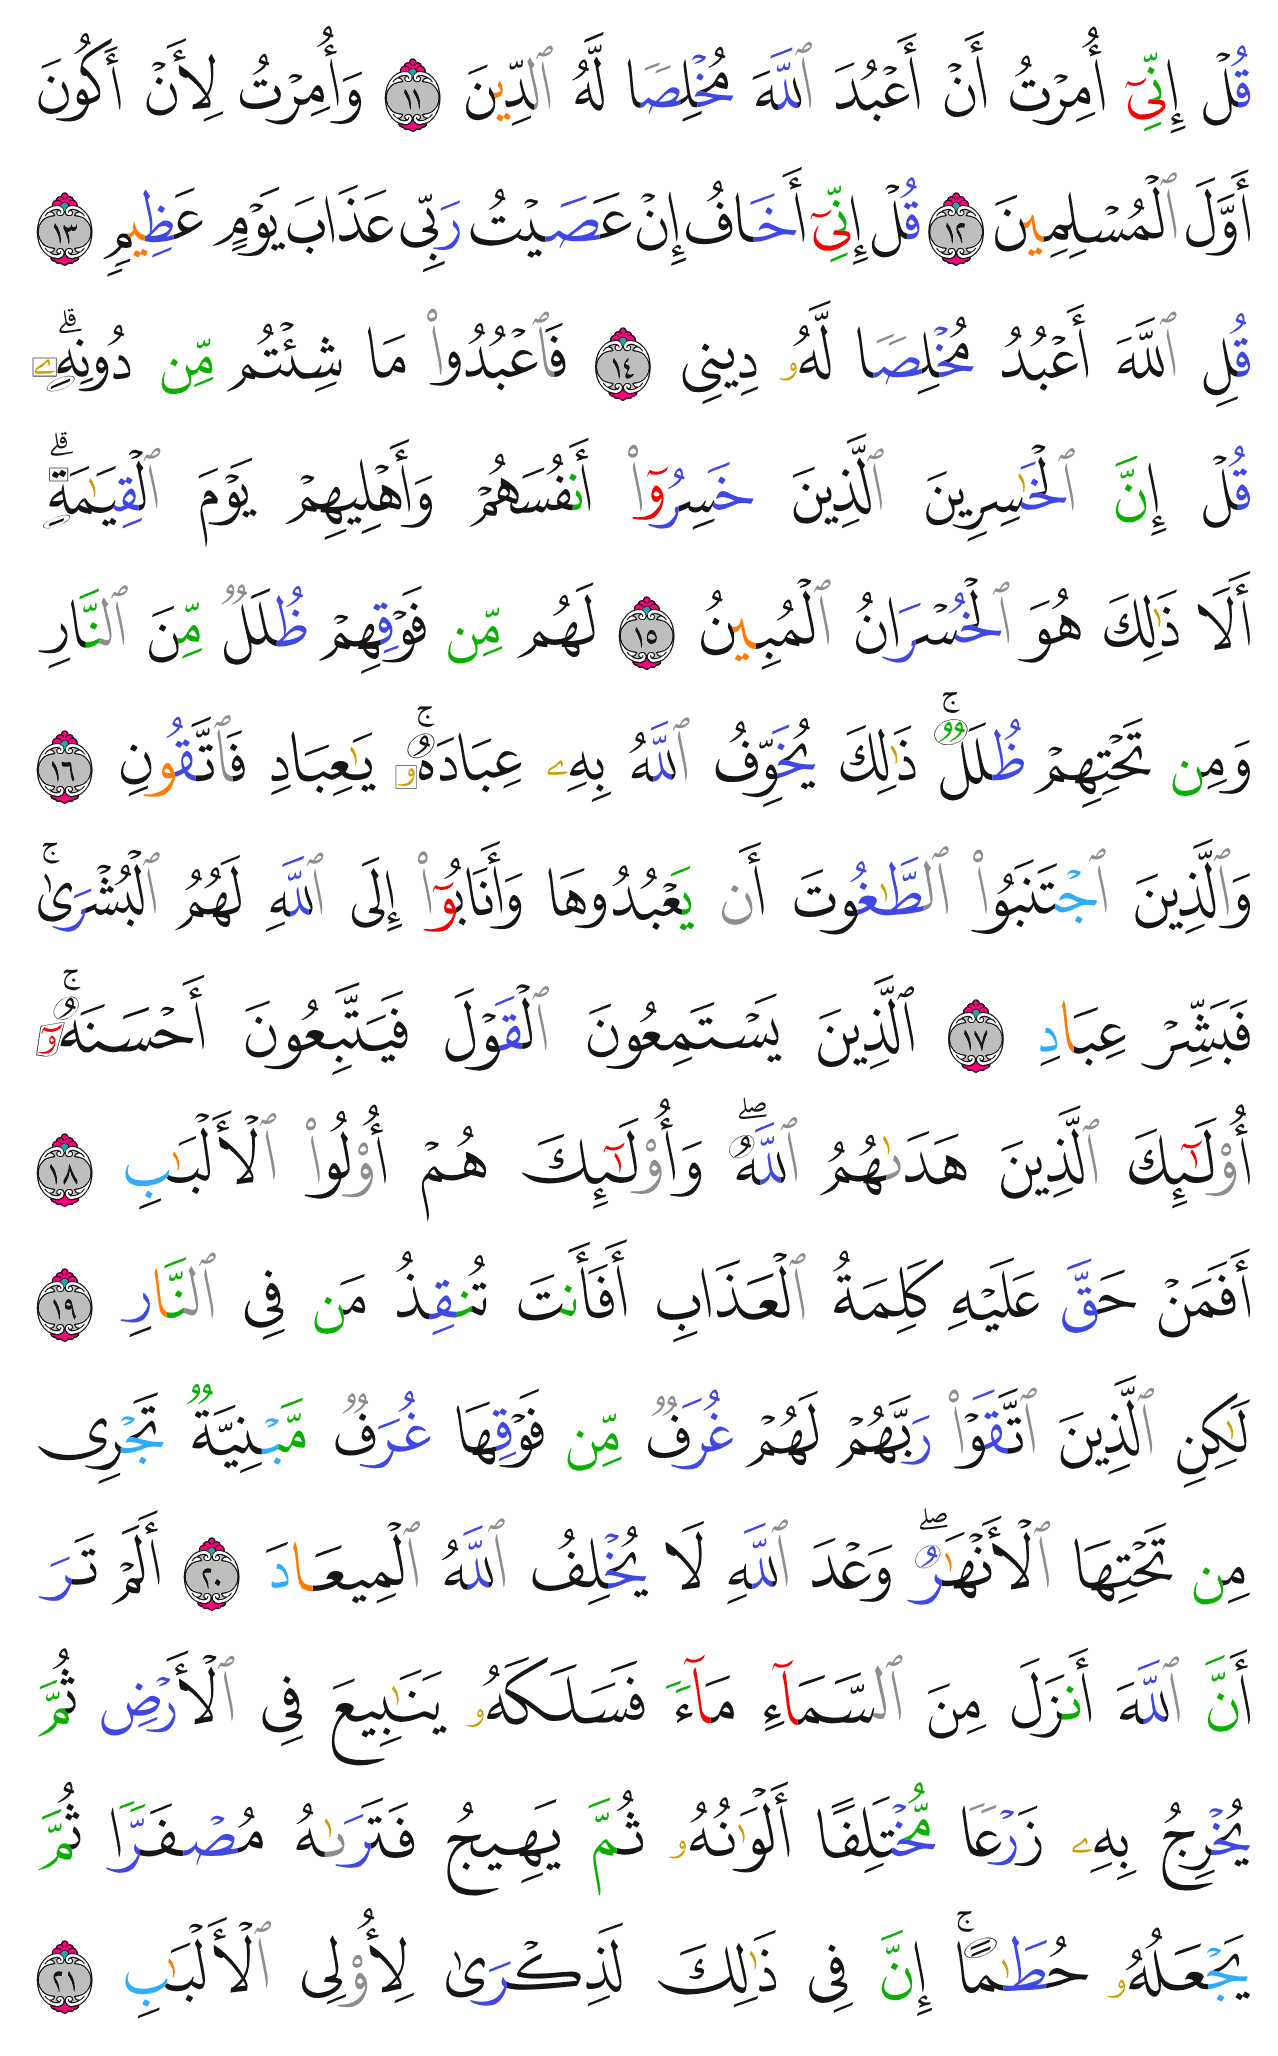 قُلْ إِنِّىٓ أُمِرْتُ أَنْ أَعْبُدَ ٱللَّهَ مُخْلِصًا لَّهُ ٱلدِّينَ ١١ وَأُمِرْتُ لِأَنْ أَكُونَ
أَوَّلَ ٱلْمُسْلِمِينَ ١٢ قُلْ إِنِّىٓ أَخَافُ إِنْ عَصَيْتُ رَبِّى عَذَابَ يَوْمٍ عَظِيمٍ ١٣
قُلِ ٱللَّهَ أَعْبُدُ مُخْلِصًا لَّهُۥ دِينِى ١٤ فَٱعْبُدُوا۟ مَا شِئْتُم مِّن دُونِهِۦ ۗ
قُلْ إِنَّ ٱلْخَـٰسِرِينَ ٱلَّذِينَ خَسِرُوٓا۟ أَنفُسَهُمْ وَأَهْلِيهِمْ يَوْمَ ٱلْقِيَـٰمَةِ ۗ
أَلَا ذَٰلِكَ هُوَ ٱلْخُسْرَانُ ٱلْمُبِينُ ١٥ لَهُم مِّن فَوْقِهِمْ ظُلَلٌ مِّنَ ٱلنَّارِ
وَمِن تَحْتِهِمْ ظُلَلٌ ۚ ذَٰلِكَ يُخَوِّفُ ٱللَّهُ بِهِۦ عِبَادَهُۥ ۚ يَـٰعِبَادِ فَٱتَّقُونِ ١٦
وَٱلَّذِينَ ٱجْتَنَبُوا۟ ٱلطَّـٰغُوتَ أَن يَعْبُدُوهَا وَأَنَابُوٓا۟ إِلَى ٱللَّهِ لَهُمُ ٱلْبُشْرَىٰ ۚ
فَبَشِّرْ عِبَادِ ١٧ ٱلَّذِينَ يَسْتَمِعُونَ ٱلْقَوْلَ فَيَتَّبِعُونَ أَحْسَنَهُۥٓ ۚ
أُو۟لَـٰٓئِكَ ٱلَّذِينَ هَدَىٰهُمُ ٱللَّهُ ۖ وَأُو۟لَـٰٓئِكَ هُمْ أُو۟لُوا۟ ٱلْأَلْبَـٰبِ ١٨
أَفَمَنْ حَقَّ عَلَيْهِ كَلِمَةُ ٱلْعَذَابِ أَفَأَنتَ تُنقِذُ مَن فِى ٱلنَّارِ ١٩
لَـٰكِنِ ٱلَّذِينَ ٱتَّقَوْا۟ رَبَّهُمْ لَهُمْ غُرَفٌ مِّن فَوْقِهَا غُرَفٌ مَّبْنِيَّةٌ تَجْرِى
مِن تَحْتِهَا ٱلْأَنْهَـٰرُ ۖ وَعْدَ ٱللَّهِ لَا يُخْلِفُ ٱللَّهُ ٱلْمِيعَادَ ٢٠ أَلَمْ تَرَ
أَنَّ ٱللَّهَ أَنزَلَ مِنَ ٱلسَّمَآءِ مَآءً فَسَلَكَهُۥ يَنَـٰبِيعَ فِى ٱلْأَرْضِ ثُمَّ
يُخْرِجُ بِهِۦ زَرْعًا مُّخْتَلِفًا أَلْوَٰنُهُۥ ثُمَّ يَهِيجُ فَتَرَىٰهُ مُصْفَرًّا ثُمَّ
يَجْعَلُهُۥ حُطَـٰمًا ۚ إِنَّ فِى ذَٰلِكَ لَذِكْرَىٰ لِأُو۟لِى ٱلْأَلْبَـٰبِ ٢١